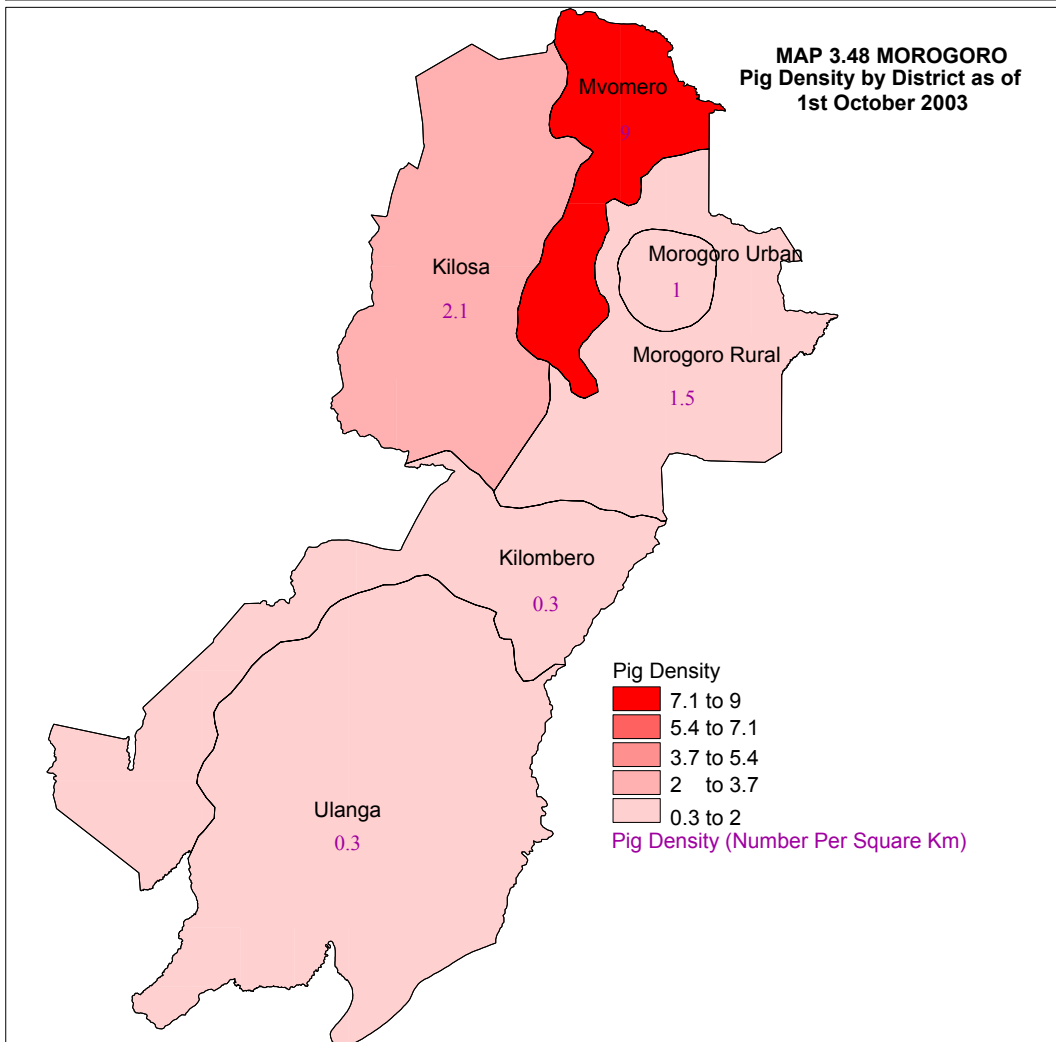 MAP 3.48 MOROGORO
Pig Density by District as of
1st October 2003
Mvomero
9
Morogoro Urban
1
Kilosa
2.1
Morogoro Rural
1.5
Kilombero
0.3
Ulanga
0.3
Pig Density
7.1 to 9
5.4 to 7.1
3.7 to 5.4
2 to 3.7
0.3 to 2
Pig Density (Number Per Square Km)